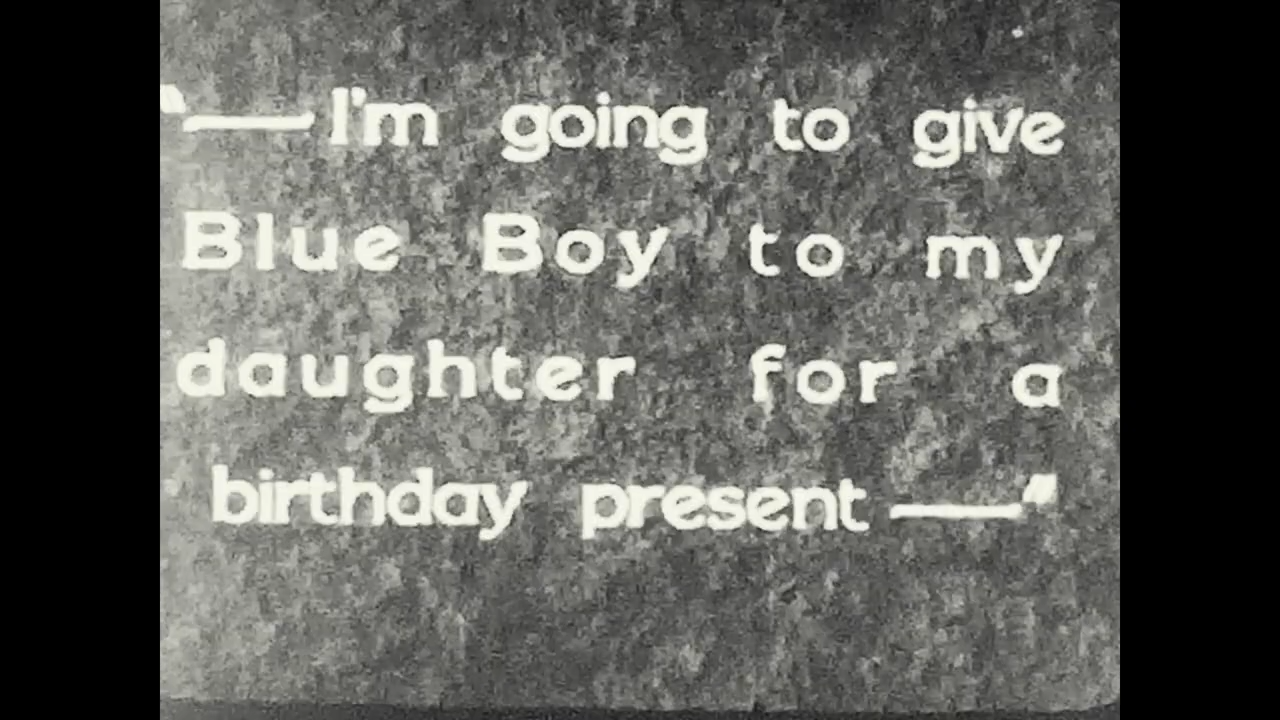 "——I'm going to give
Blue Boy to my
daughter for a
birthday present——"